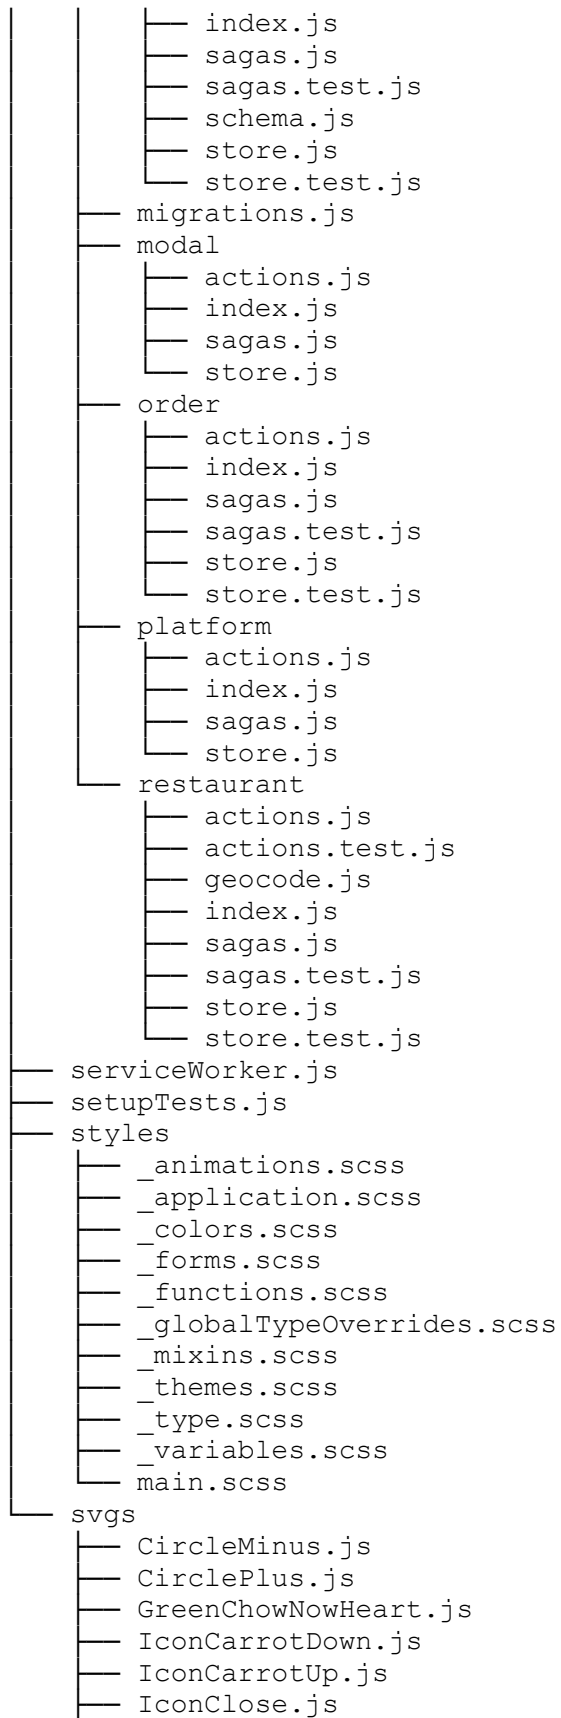 │   │   ├── index.js
│   │   ├── sagas.js
│   │   ├── sagas.test.js
│   │   ├── schema.js
│   │   ├── store.js
│   │   └── store.test.js
│   ├── migrations.js
│   ├── modal
│   │   ├── actions.js
│   │   ├── index.js
│   │   ├── sagas.js
│   │   └── store.js
│   ├── order
│   │   ├── actions.js
│   │   ├── index.js
│   │   ├── sagas.js
│   │   ├── sagas.test.js
│   │   ├── store.js
│   │   └── store.test.js
│   ├── platform
│   │   ├── actions.js
│   │   ├── index.js
│   │   ├── sagas.js
│   │   └── store.js
│   └── restaurant
│       ├── actions.js
│       ├── actions.test.js
│       ├── geocode.js
│       ├── index.js
│       ├── sagas.js
│       ├── sagas.test.js
│       ├── store.js
│       └── store.test.js
├── serviceWorker.js
├── setupTests.js
├── styles
│   ├── _animations.scss
│   ├── _application.scss
│   ├── _colors.scss
│   ├── _forms.scss
│   ├── _functions.scss
│   ├── _globalTypeOverrides.scss
│   ├── _mixins.scss
│   ├── _themes.scss
│   ├── _type.scss
│   ├── _variables.scss
│   └── main.scss
└── svgs
    ├── CircleMinus.js
    ├── CirclePlus.js
    ├── GreenChowNowHeart.js
    ├── IconCarrotDown.js
    ├── IconCarrotUp.js
    ├── IconClose.js